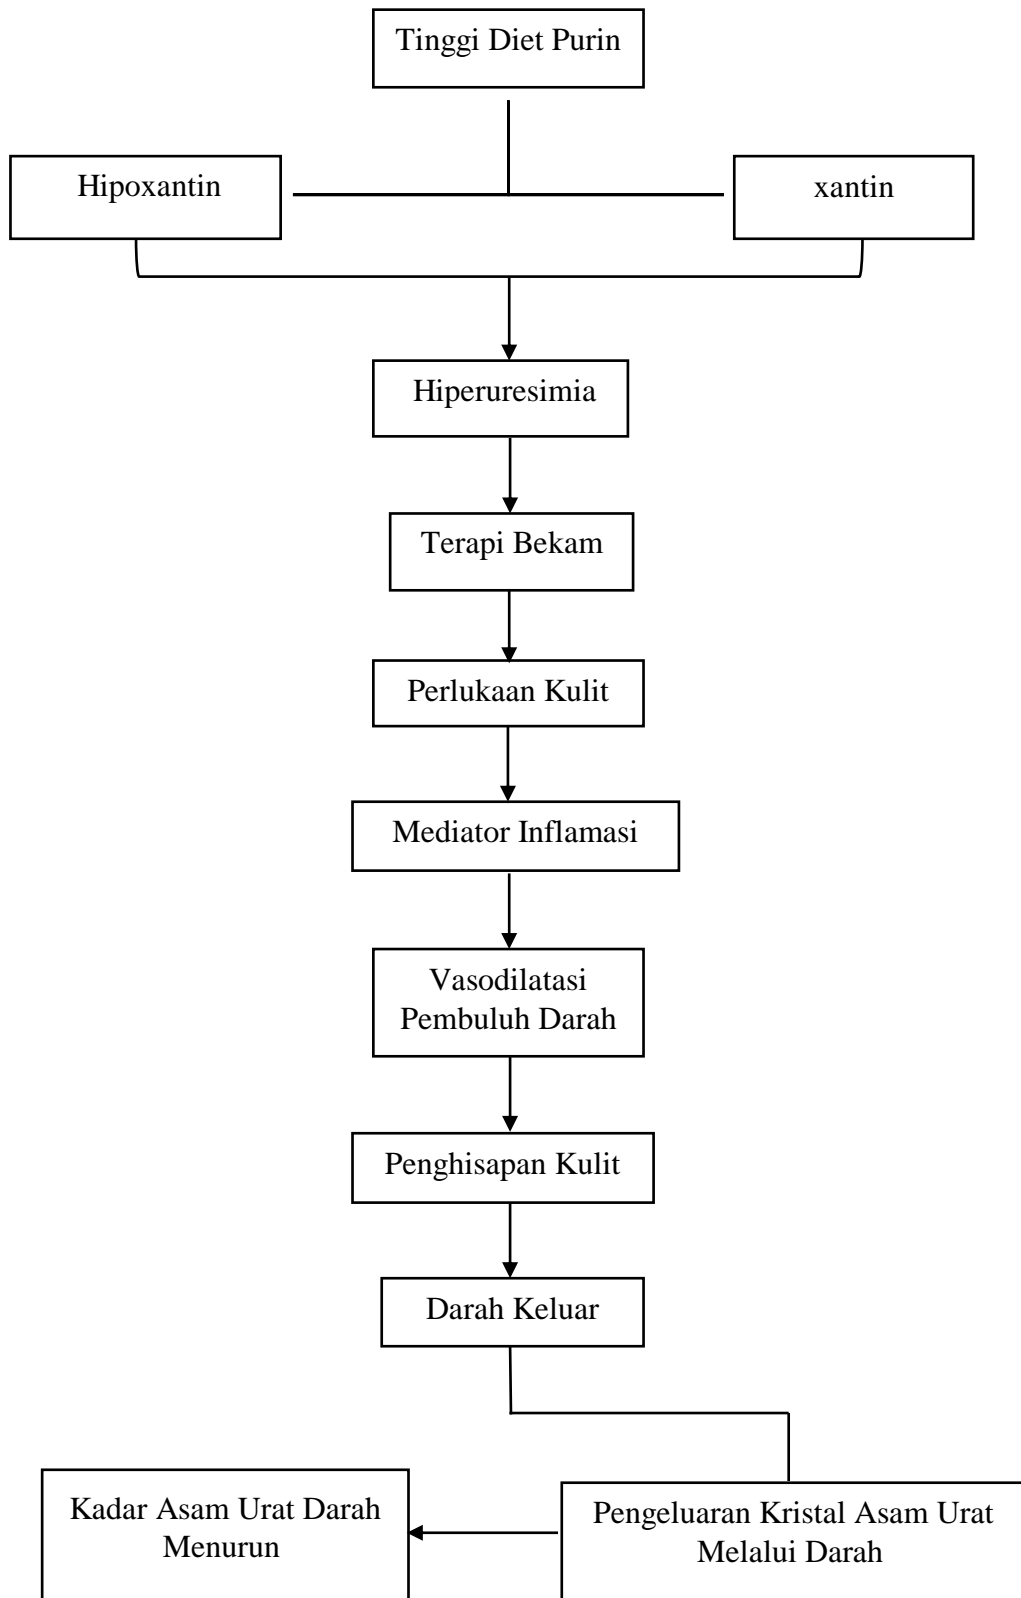 Tinggi Diet Purin
Hipoxantin
xantin
Hiperuresimia
Terapi Bekam
Perlukaan Kulit
Mediator Inflamasi
Vasodilatasi
Pembuluh Darah
Penghisapan Kulit
Darah Keluar
Kadar Asam Urat Darah
Menurun
Pengeluaran Kristal Asam Urat
Melalui Darah